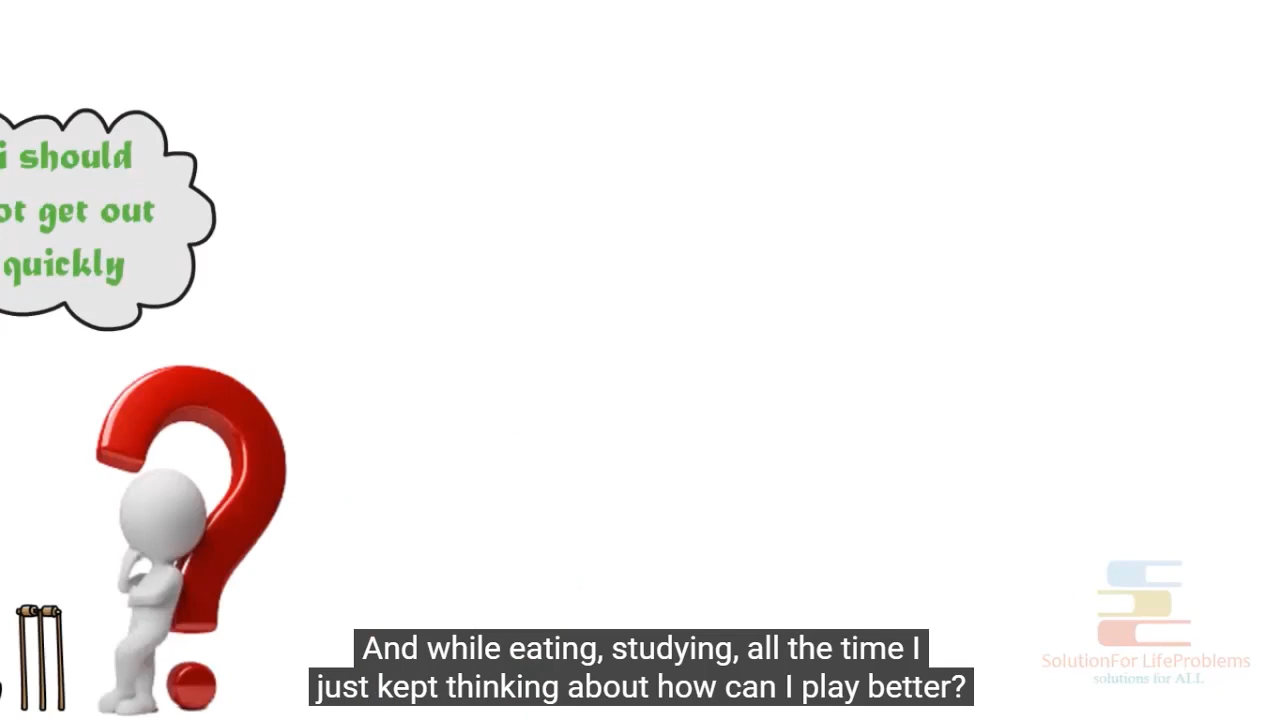 i should
ot get out
quickly
And while eating, studying, all the time I
just kept thinking about how can I play better?
SolutionFor LifeProblems
solutions for ALL